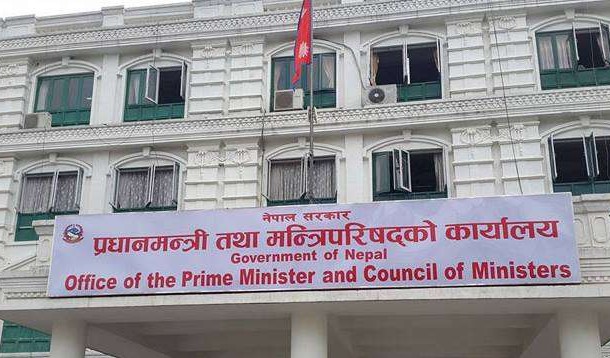 नेपाल सरकार
प्रधानमन्त्री तथा मन्त्रिपरिषद्को कार्यालय
Government of Nepal
Office of the Prime Minister and Council of Ministers